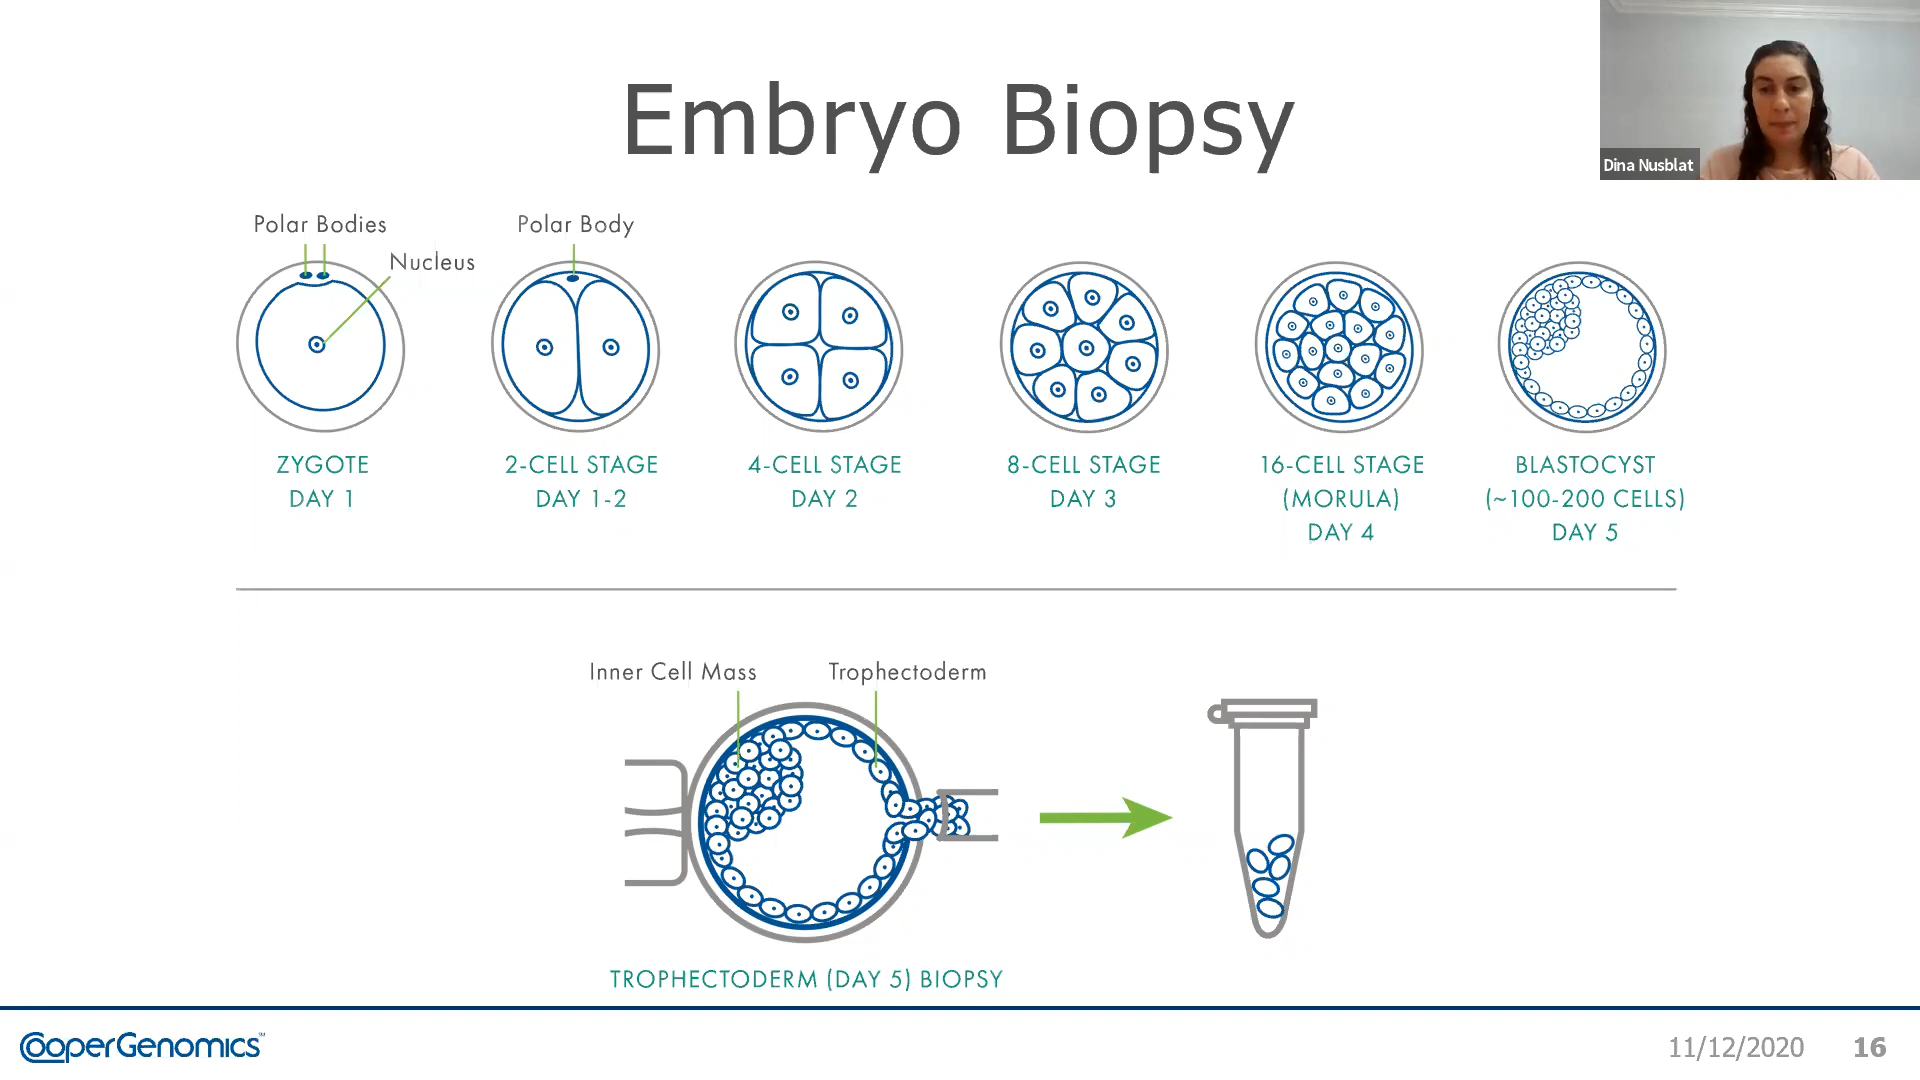 Embryo Biopsy
Dina Nusblat
Polar Bodies
Nucleus
Polar Body
ZYGOTE
DAY 1
2-CELL STAGE
DAY 1-2
4-CELL STAGE
DAY 2
8-CELL STAGE
DAY 3
16-CELL STAGE
(MORULA)
DAY 4
BLASTOCYST
(~100-200 CELLS)
DAY 5
Inner Cell Mass
Trophectoderm
TROPHECTODERM (DAY 5) BIOPSY
CooperGenomics™
11/12/2020
16